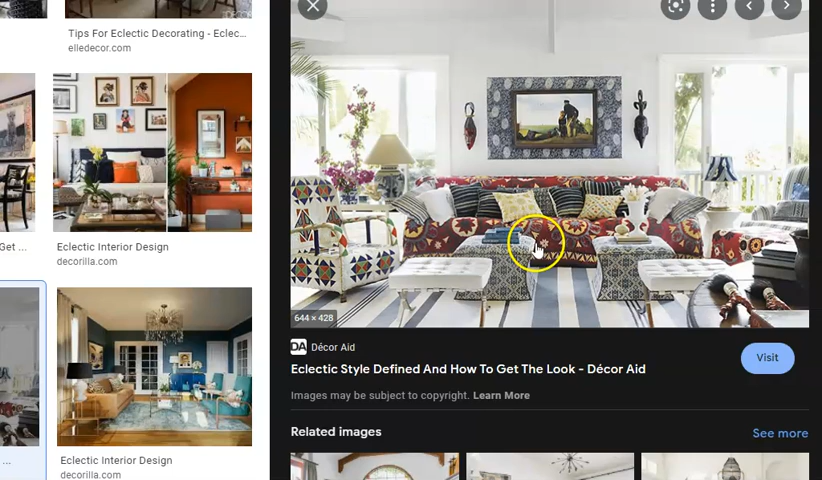 DECOR
Tips For Eclectic Decorating - Eclec...
elledecor.com
Get ...
Eclectic Interior Design
decorilla.com
...
Eclectic Interior Design
decorilla.com
644 × 428
DA Décor Aid
Eclectic Style Defined And How To Get The Look - Décor Aid
Visit
Images may be subject to copyright. Learn More
Related images
See more